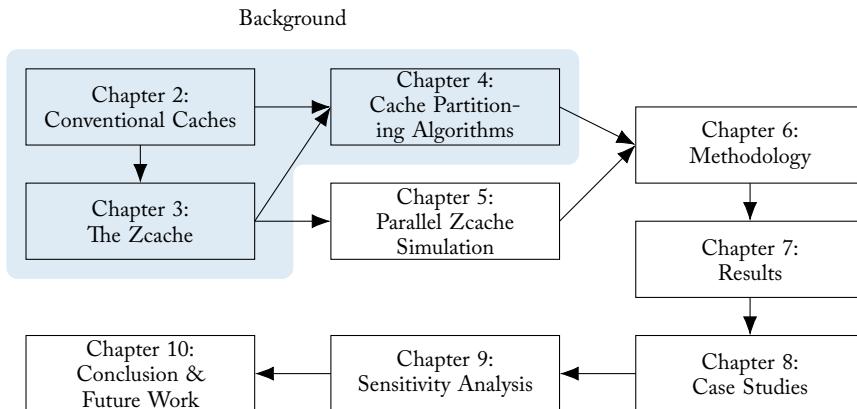 Background
Chapter 2:
Conventional Caches
Chapter 4:
Cache Partition-
ing Algorithms
Chapter 6:
Methodology
Chapter 3:
The Zcache
Chapter 5:
Parallel Zcache
Simulation
Chapter 7:
Results
Chapter 10:
Conclusion &
Future Work
Chapter 9:
Sensitivity Analysis
Chapter 8:
Case Studies